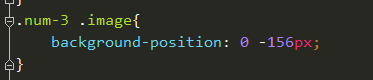 .num-3 .image{
background-position: 0 -156px;
}